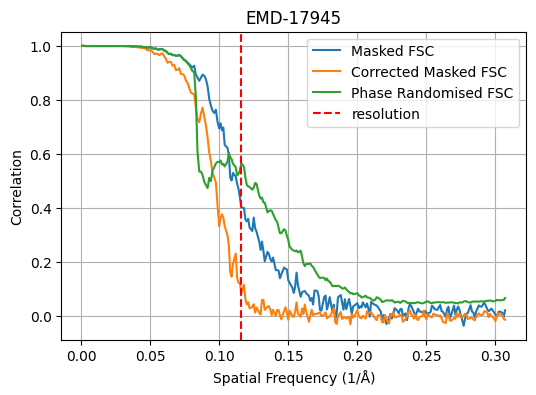 EMD-17945
Masked FSC
Corrected Masked FSC
Phase Randomised FSC
resolution
Correlation
1.0
0.8
0.6
0.4
0.2
0.0
0.00 0.05 0.10 0.15 0.20 0.25 0.30
Spatial Frequency (1/Å)